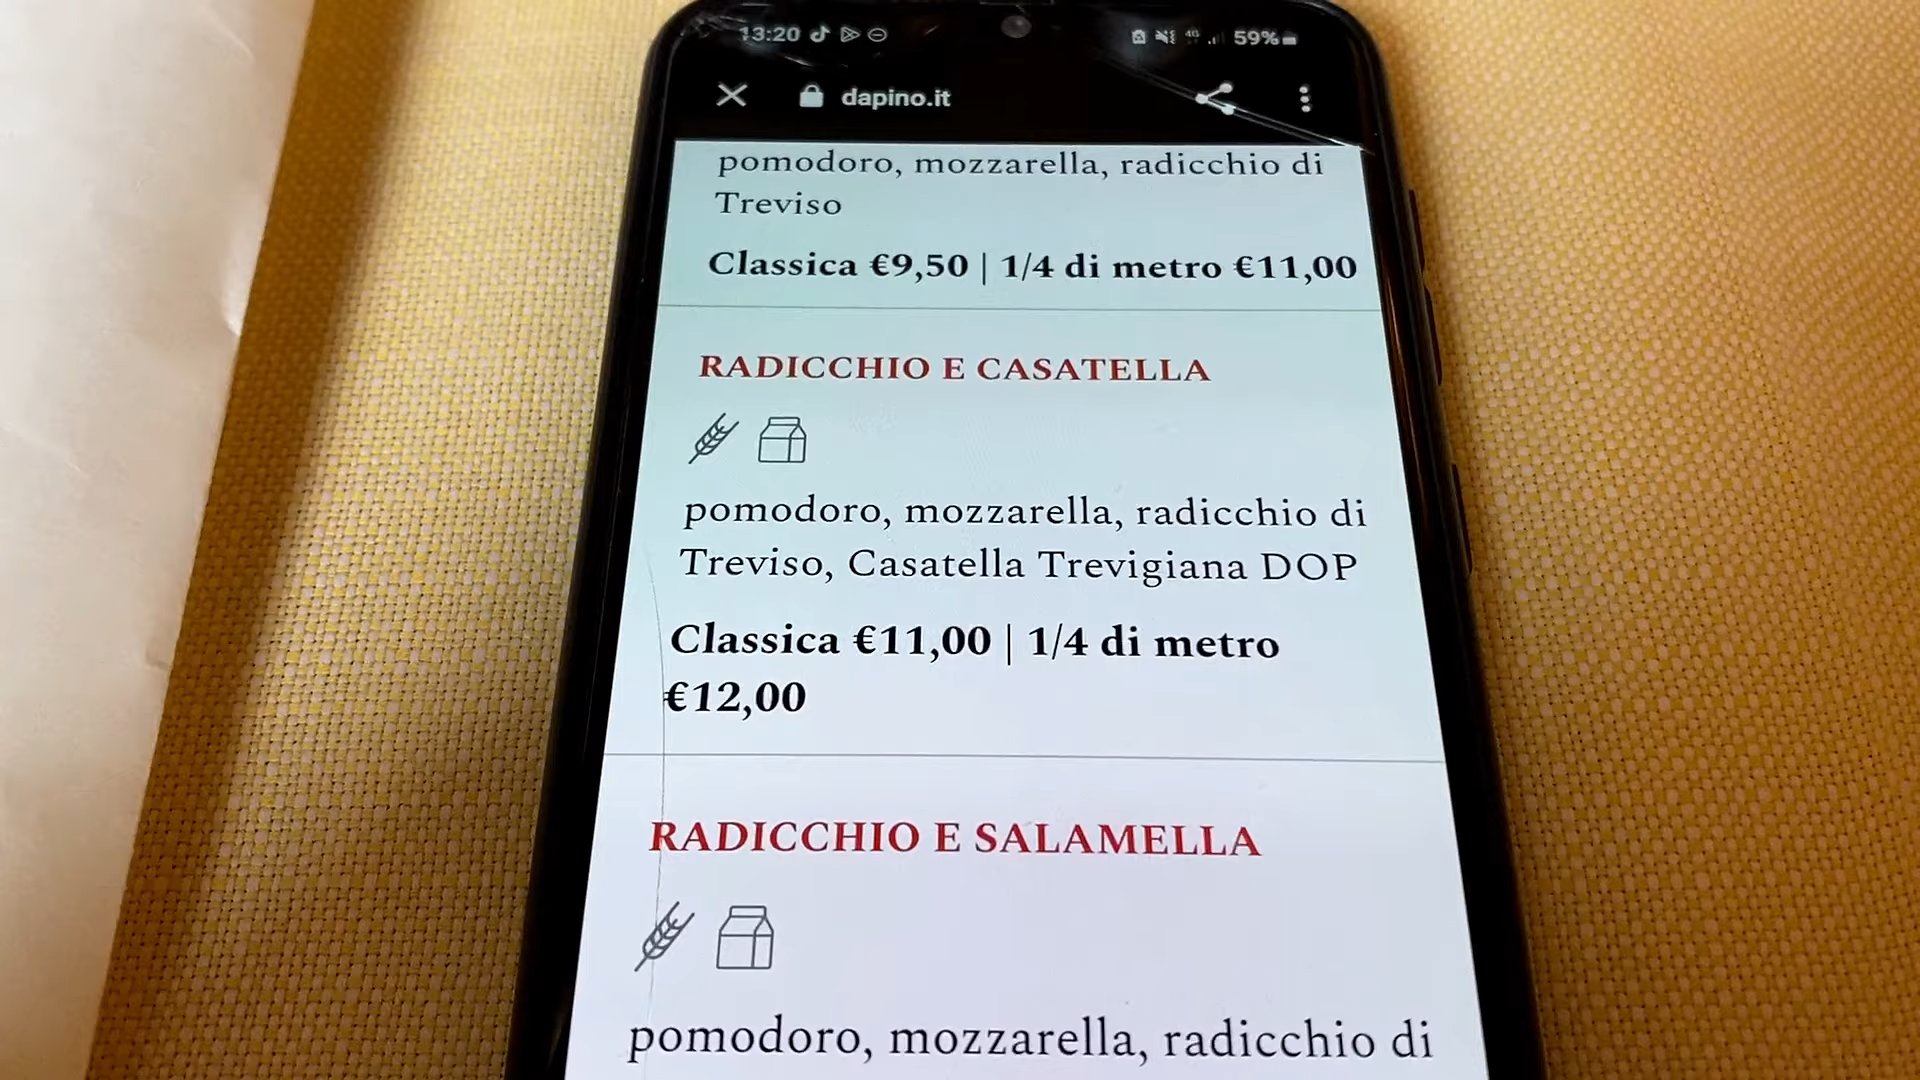 13:20 59%
dapino.it
pomodoro, mozzarella, radicchio di
Treviso
Classica €9,50 | 1/4 di metro €11,00
RADICCHIO E CASATELLA
pomodoro, mozzarella, radicchio di
Treviso, Casatella Trevigiana DOP
Classica €11,00 | 1/4 di metro
€12,00
RADICCHIO E SALAMELLA
pomodoro, mozzarella, radicchio di